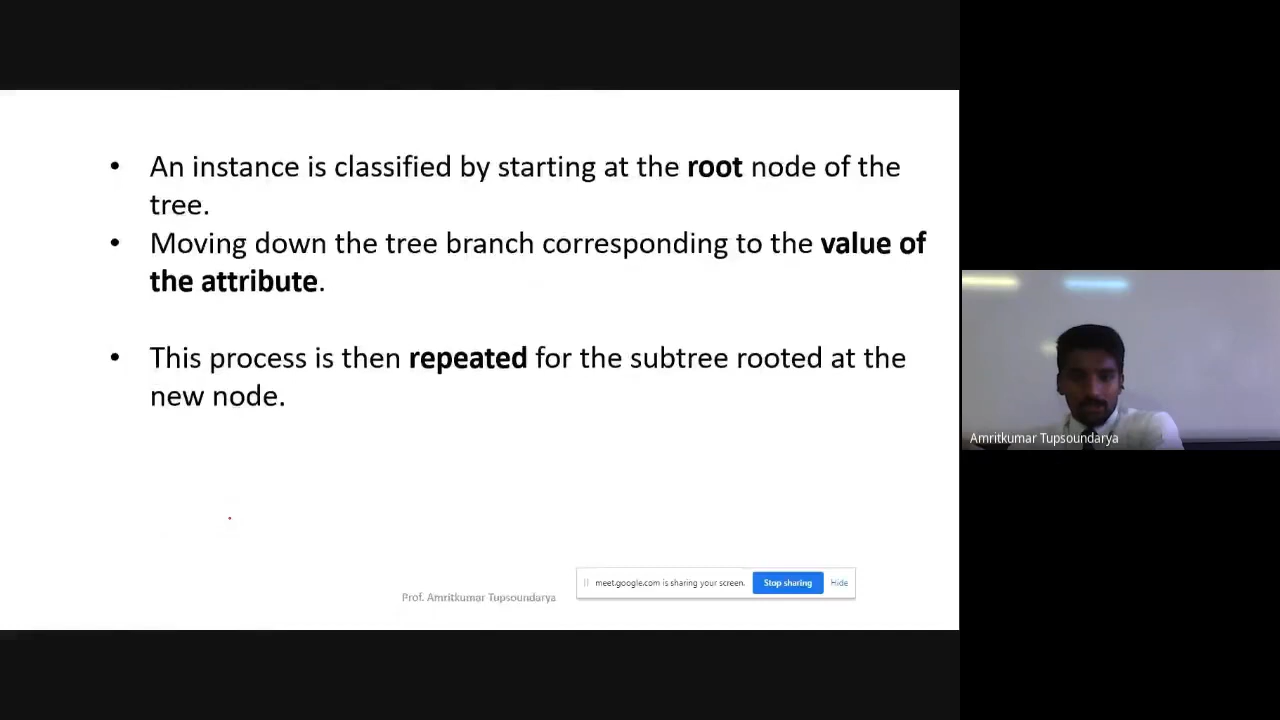 • An instance is classified by starting at the root node of the
tree.
• Moving down the tree branch corresponding to the value of
the attribute.
• This process is then repeated for the subtree rooted at the
new node.
Amritkumar Tupsoundarya
meet.google.com is sharing your screen.
Stop sharing
Hide
Prof. Amritkumar Tupsoundarya